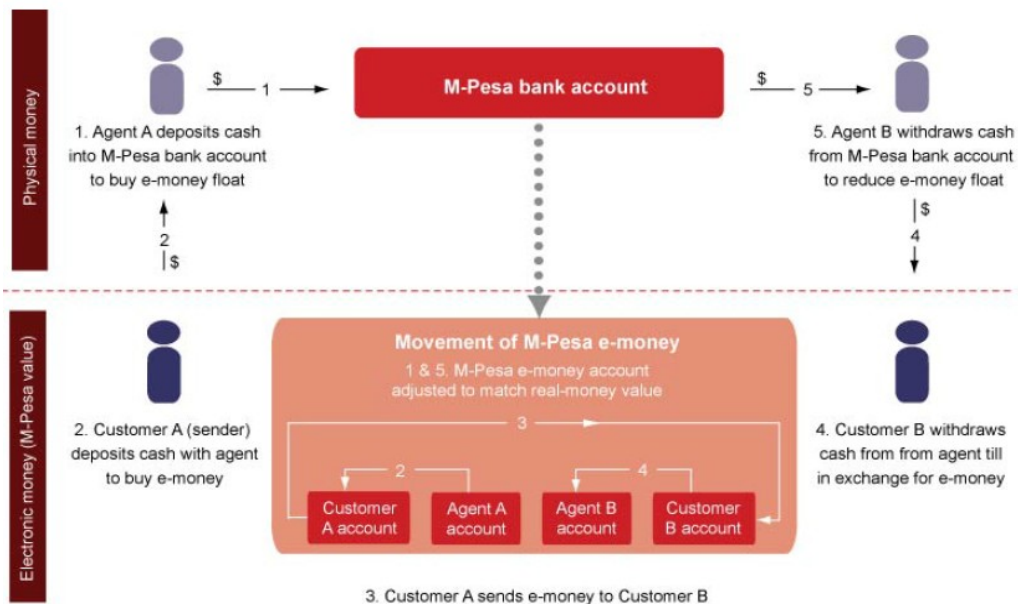 Physical money
$
1
M-Pesa bank account
$
5
1. Agent A deposits cash
into M-Pesa bank account
to buy e-money float
5. Agent B withdraws cash
from M-Pesa bank account
to reduce e-money float
2
$
$
4
Electronic money (M-Pesa value)
Movement of M-Pesa e-money
1 & 5. M-Pesa e-money account
adjusted to match real-money value
2. Customer A (sender)
deposits cash with agent
to buy e-money
4. Customer B withdraws
cash from from agent till
in exchange for e-money
3
2
4
Customer
A account
Agent A
account
Agent B
account
Customer
B account
3. Customer A sends e-money to Customer B